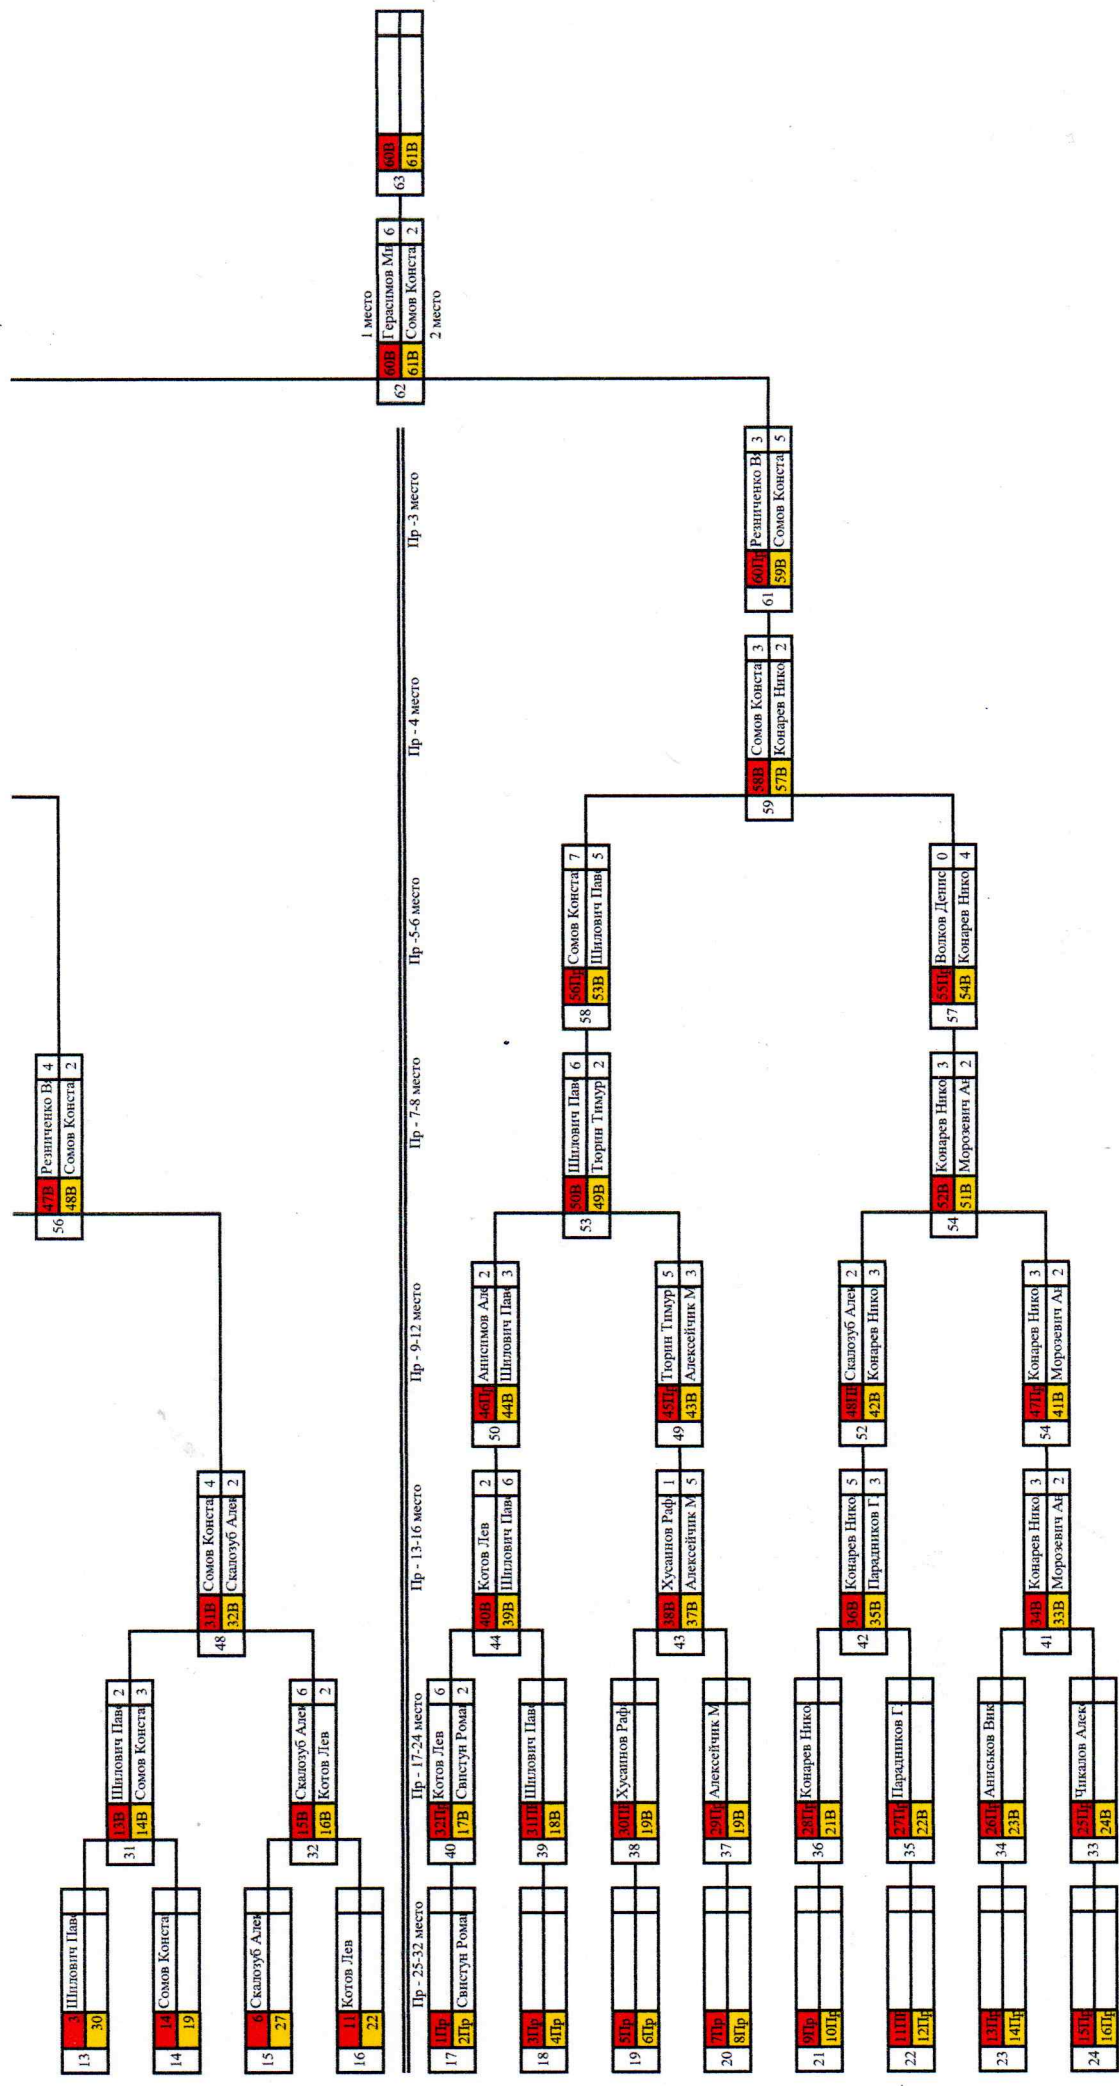 13
3 Шилович Паве
30
14
14 Сомов Конста
19
15
6 Скалозуб Алек
27
16
11 Котов Лев
22
31
13В Шилович Паве 2
14В Сомов Конста 3
32
15В Скалозуб Алек 6
16В Котов Лев 2
48
31В Сомов Конста 4
32В Скалозуб Алек 2
56
47В Резниченко Вя 4
48В Сомов Конста 2
Пр - 25-32 место
Пр - 17-24 место
Пр - 13-16 место
Пр - 9-12 место
Пр - 7-8 место
Пр -5-6 место
Пр - 4 место
Пр -3 место
17
1Пр
2Пр Свистун Рома
18
3Пр
4Пр
19
5Пр
6Пр
20
7Пр
8Пр
21
9Пр
10Пр
22
11Пр
12Пр
23
13Пр
14Пр
24
15Пр
16Пр
40
32Пр Котов Лев 6
17В Свистун Рома 2
39
31Пр Шилович Паве
18В
38
30Пр Хусаинов Раф
19В
37
29Пр Алексейчик М
19В
36
28Пр Конарев Нико
21В
35
27Пр Парадников Г
22В
34
26Пр Аниськов Вик
23В
33
25Пр Чикалов Алек
24В
44
40В Котов Лев 2
39В Шилович Паве 6
43
38В Хусаинов Раф 1
37В Алексейчик М 5
42
36В Конарев Нико 5
35В Парадников Г 3
41
34В Конарев Нико 3
33В Морозевич Ан 2
50
46Пр Анисимов Але 2
44В Шилович Паве 3
49
45Пр Тюрин Тимур 5
43В Алексейчик М 3
52
48Пр Скалозуб Алек 2
42В Конарев Нико 3
54
47Пр Конарев Нико 3
41В Морозевич Ан 2
53
50В Шилович Паве 6
49В Тюрин Тимур 2
54
52В Конарев Нико 3
51В Морозевич Ан 2
58
56Пр Сомов Конста 7
53В Шилович Паве 5
57
55Пр Волков Денис 0
54В Конарев Нико 4
59
58В Сомов Конста 3
57В Конарев Нико 2
61
60Пр Резниченко Вя 3
59В Сомов Конста 5
1 место
62
60В Герасимов Ми 6
61В Сомов Конста 2
2 место
63
60В
61В